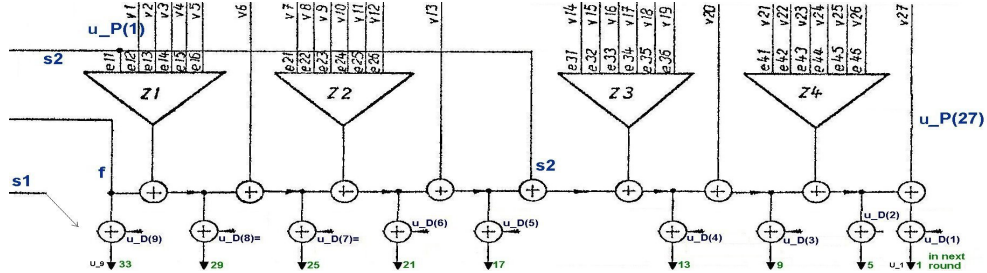 v1 v2 v3 v4 v5 v6 v7 v8 v9 v10 v11 v12 v13 v14 v15 v16 v17 v18 v19 v20 v21 v22 v23 v24 v25 v26 v27
u_P(1)
s2
e11 e12 e13 e14 e15 e16 e21 e22 e23 e24 e25 e26 e31 e32 e33 e34 e35 e36 e41 e42 e43 e44 e45 e46
Z1 Z2 Z3 Z4
u_P(27)
f s2
s1
u_D(9) u_D(8)= u_D(7)= u_D(6) u_D(5) u_D(4) u_D(3) u_D(2) u_D(1)
u_9 33 29 25 21 17 13 9 5 u_1 1 in next
round